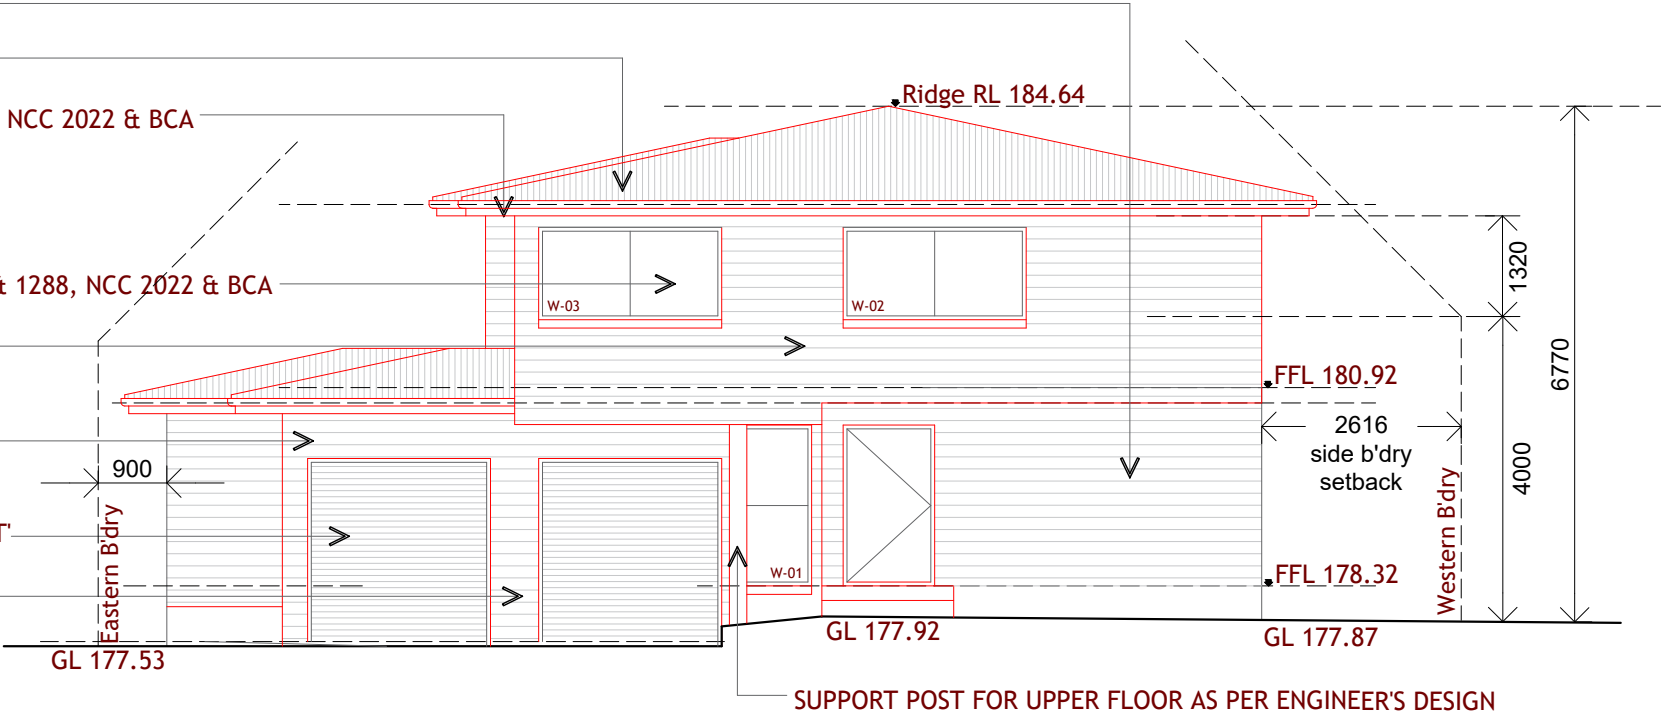 Ridge RL 184.64
NCC 2022 & BCA
1320
& 1288, NCC 2022 & BCA
W-03
W-02
6770
FFL 180.92
2616
side b'dry
setback
4000
900
Eastern B'dry
Western B'dry
T'
W-01
FFL 178.32
GL 177.92
GL 177.87
GL 177.53
SUPPORT POST FOR UPPER FLOOR AS PER ENGINEER'S DESIGN